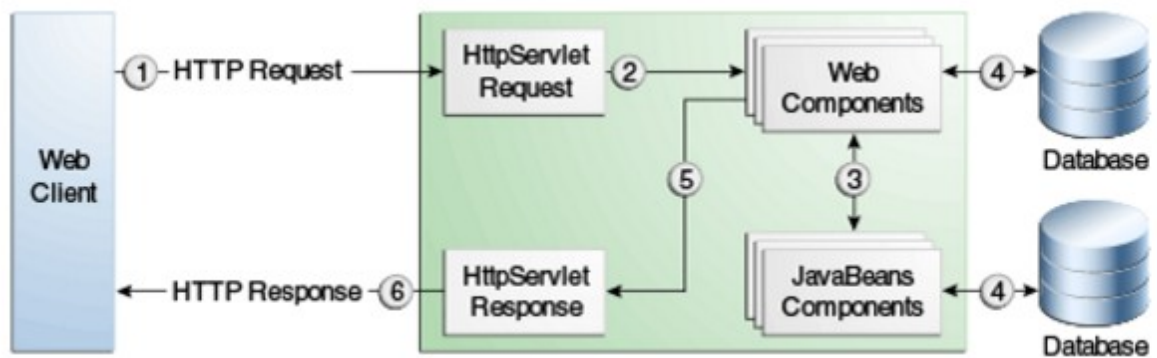 Web
Client
1
HTTP Request
HttpServlet
Request
2
Web
Components
4
Database
5
3
HTTP Response
6
HttpServlet
Response
JavaBeans
Components
4
Database